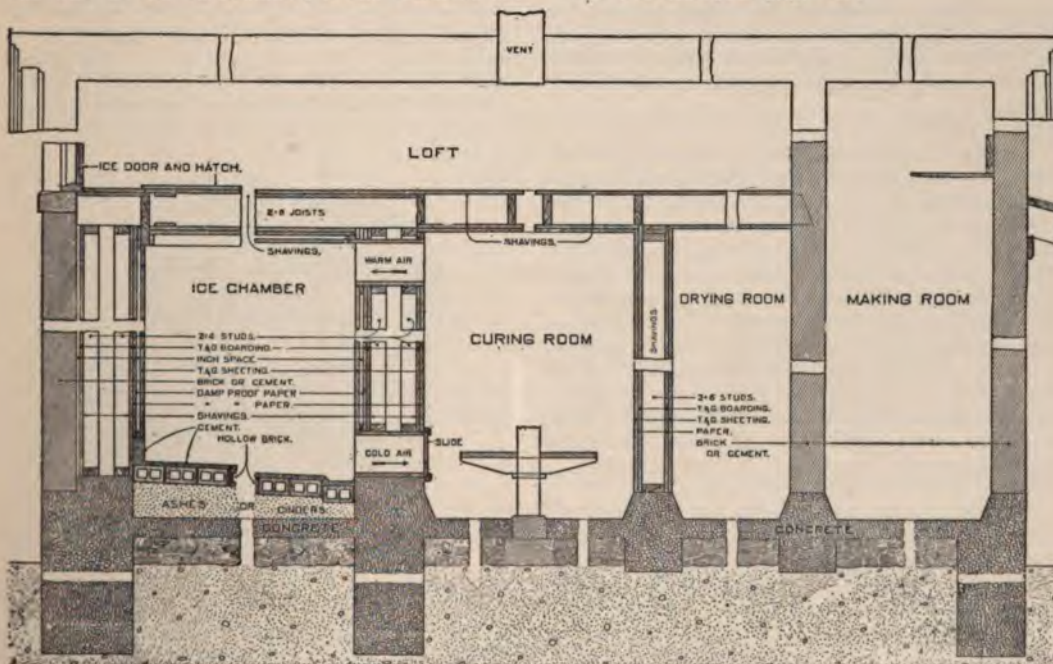 VENT
LOFT
ICE DOOR AND HATCH.
2-8 JOISTS
SHAVINGS.
SHAVINGS.
WARM AIR
ICE CHAMBER
CURING ROOM
SHAVINGS
DRYING ROOM
MAKING ROOM
2-4 STUDS.
T&G BOARDING.
INCH SPACE
T&G SHEETING.
BRICK OR CEMENT.
DAMP PROOF PAPER
" " PAPER.
SHAVINGS.
CEMENT.
HOLLOW BRICK.
COLD AIR
SLIDE
2-6 STUDS.
T&G BOARDING.
T&G SHEETING.
PAPER.
BRICK
OR CEMENT.
ASHES OR CINDERS
CONCRETE
CONCRETE